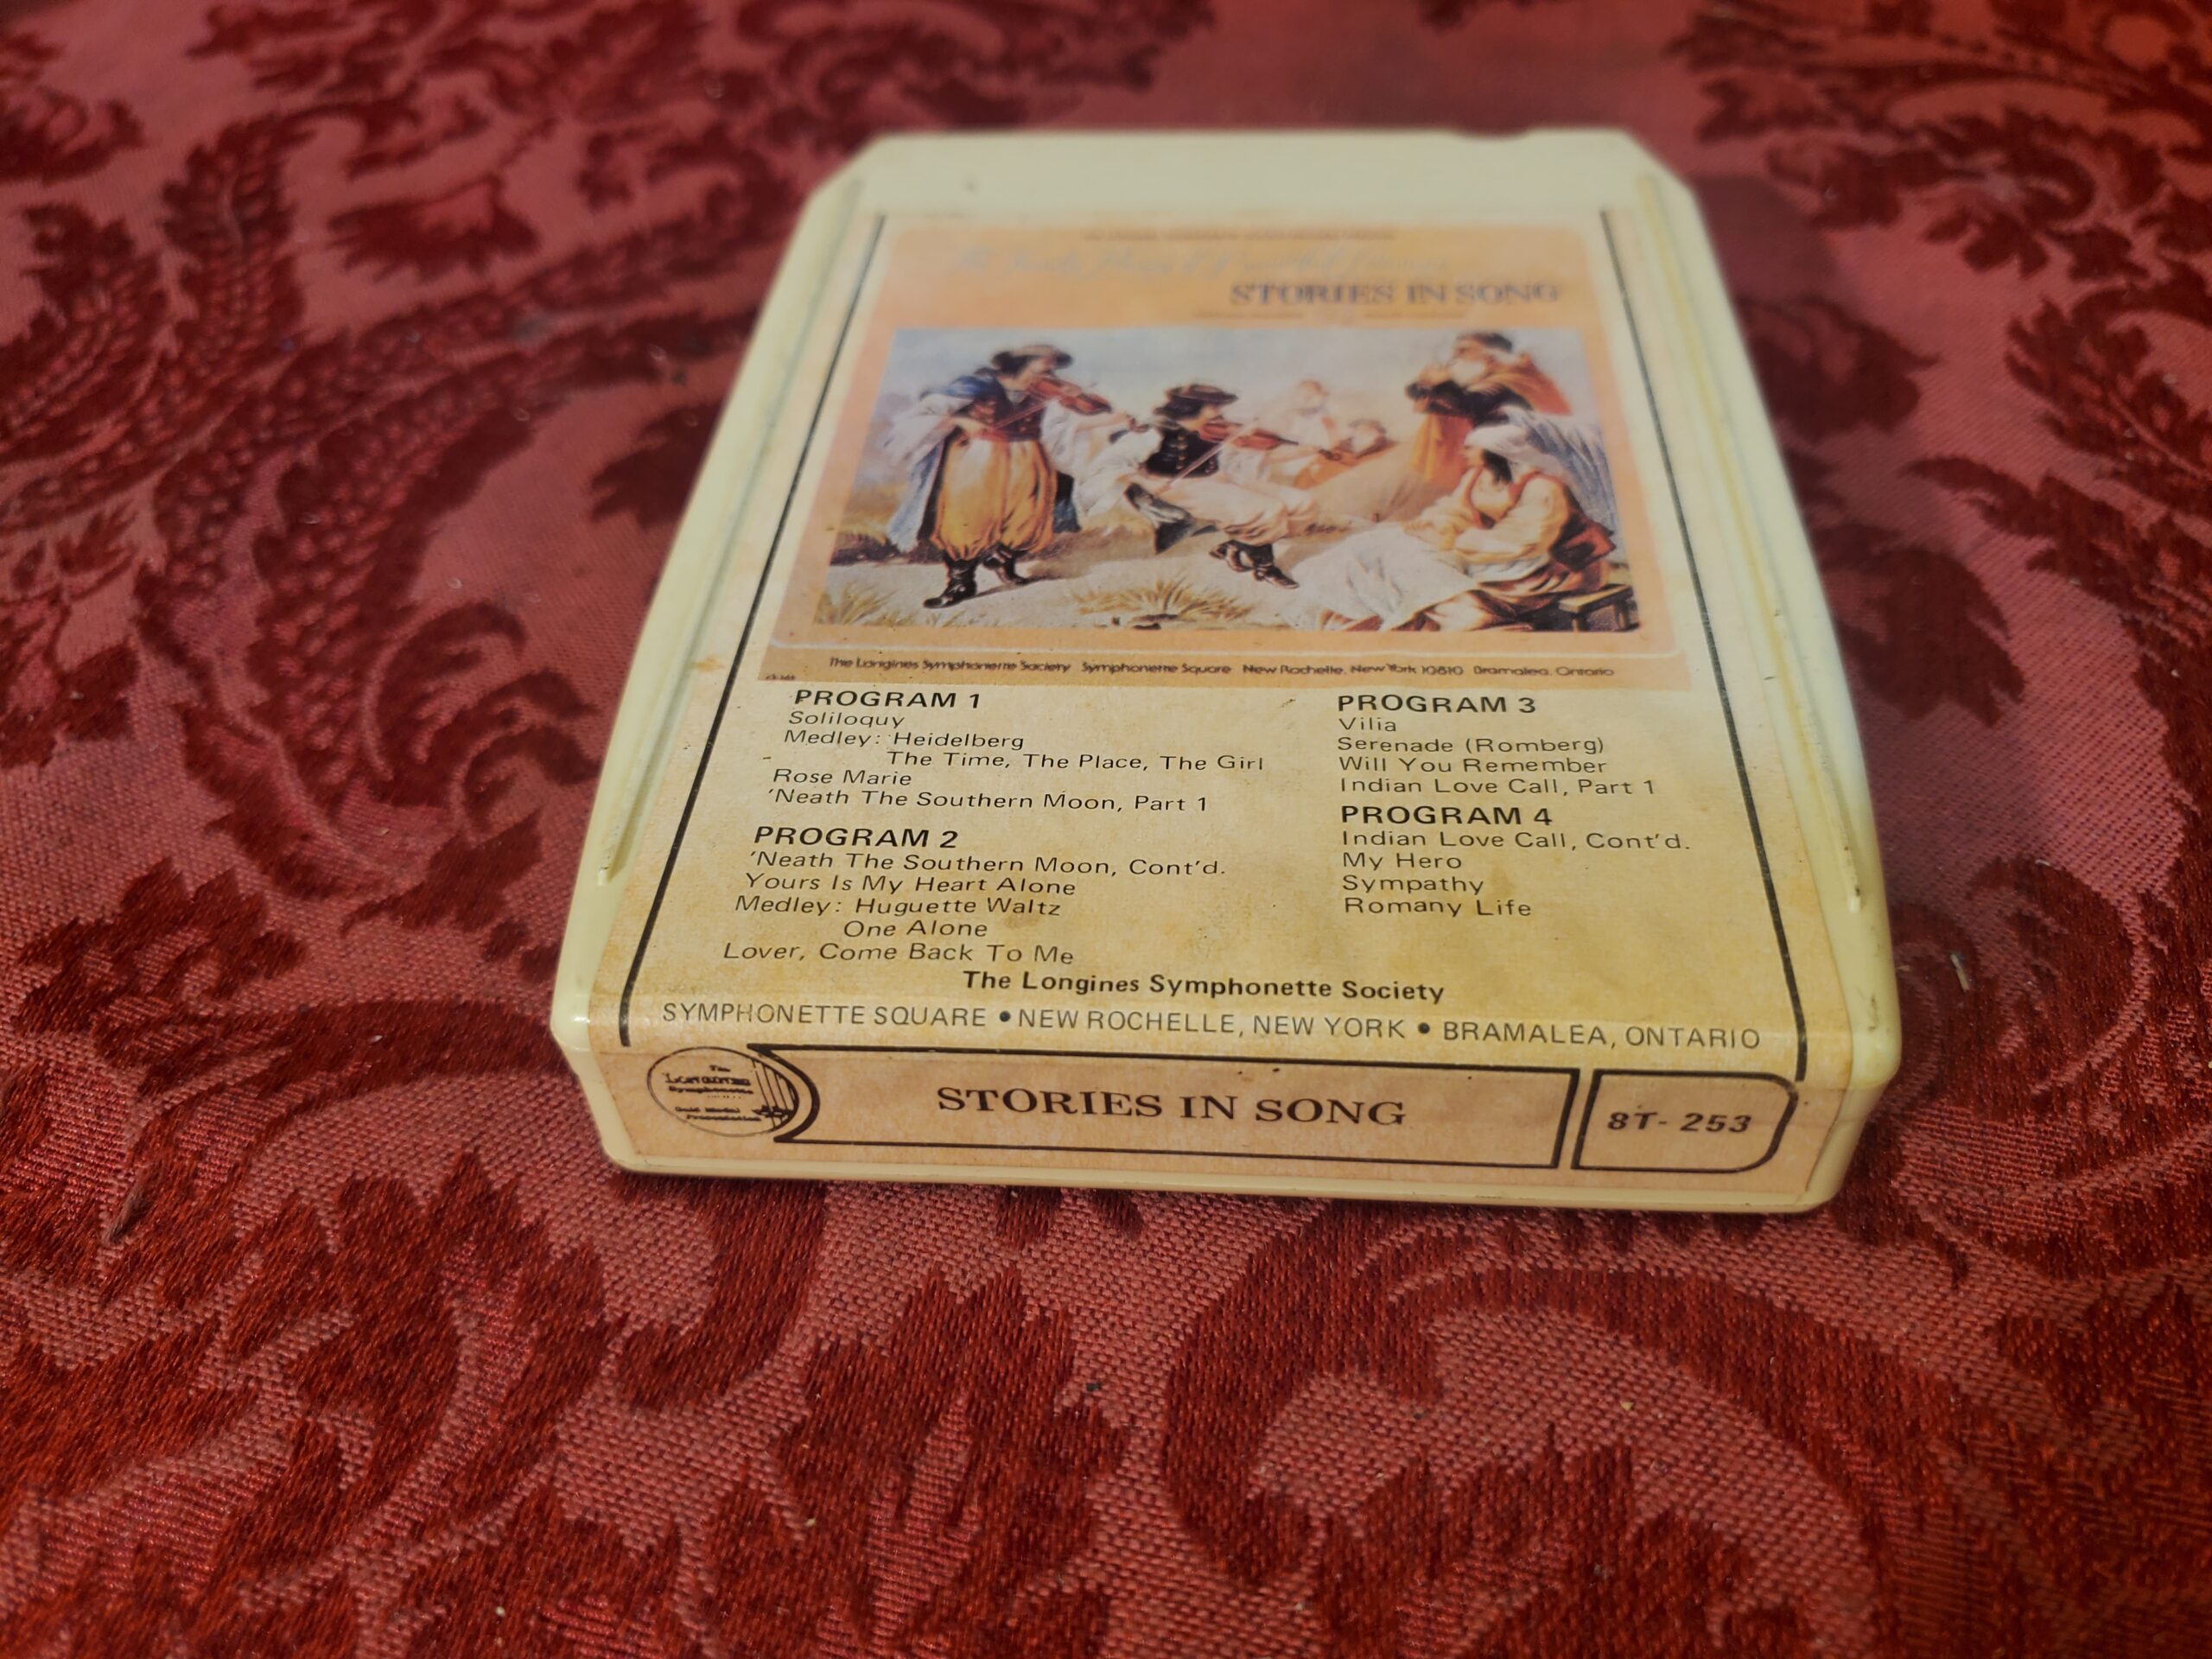 STORIES IN SONG
The Longines Symphonette Society Symphonette Square New Rochelle, New York 10810 Bramalea, Ontario
PROGRAM 1
Soliloquy
Medley: Heidelberg
The Time, The Place, The Girl
Rose Marie
'Neath The Southern Moon, Part 1
PROGRAM 2
'Neath The Southern Moon, Cont'd.
Yours Is My Heart Alone
Medley: Huguette Waltz
One Alone
Lover, Come Back To Me
PROGRAM 3
Vilia
Serenade (Romberg)
Will You Remember
Indian Love Call, Part 1
PROGRAM 4
Indian Love Call, Cont'd.
My Hero
Sympathy
Romany Life
The Longines Symphonette Society
SYMPHONETTE SQUARE • NEW ROCHELLE, NEW YORK • BRAMALEA, ONTARIO
The
LONGINES
Symphonette
STORIES IN SONG
8T-253